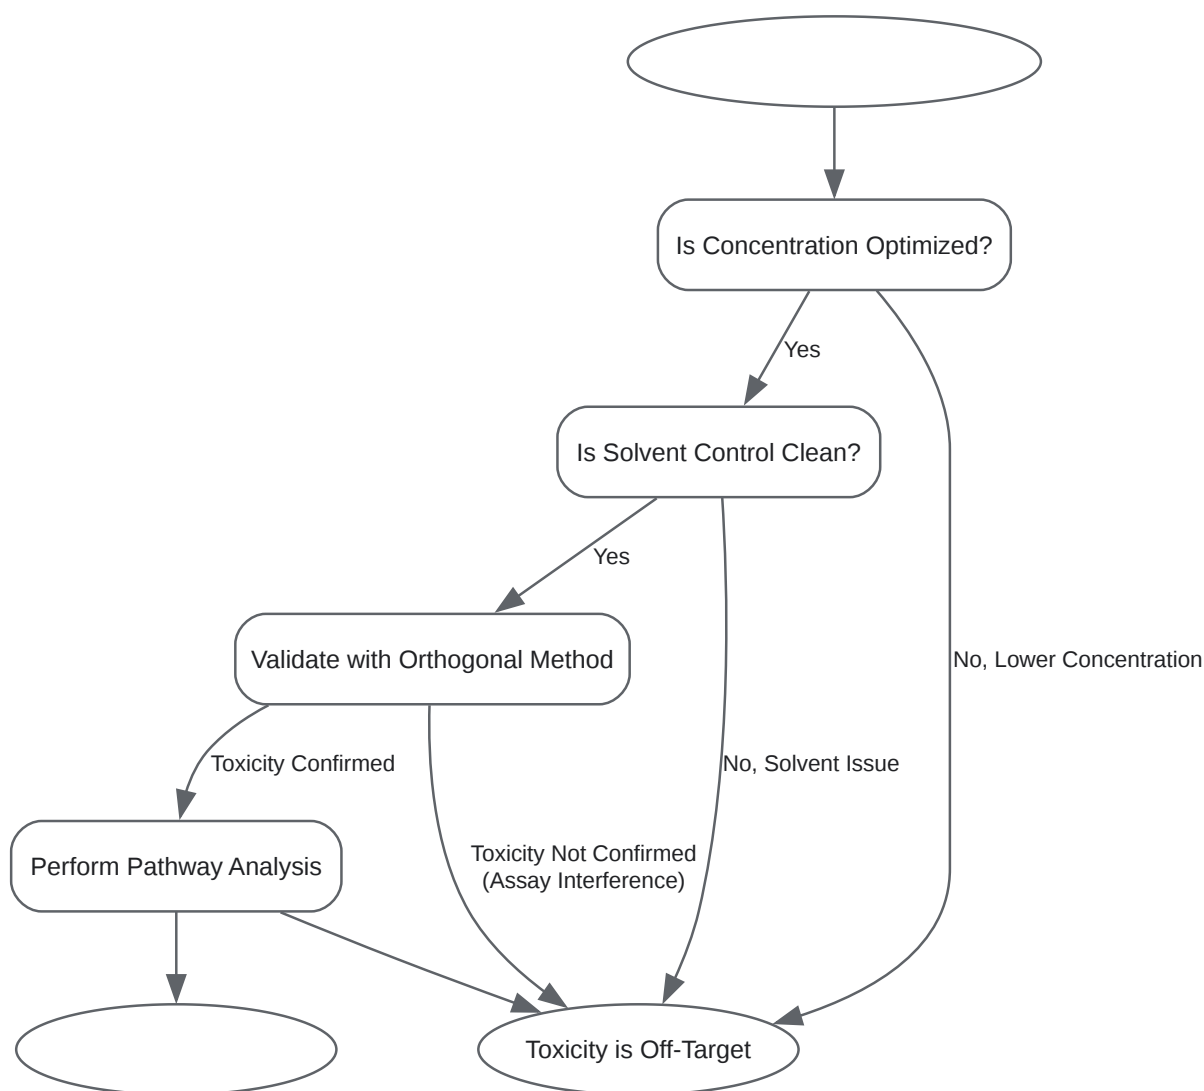 Is Concentration Optimized?
Yes
Is Solvent Control Clean?
Yes
Validate with Orthogonal Method
No, Lower Concentration
Toxicity Confirmed
No, Solvent Issue
Toxicity Not Confirmed
(Assay Interference)
Perform Pathway Analysis
Toxicity is Off-Target